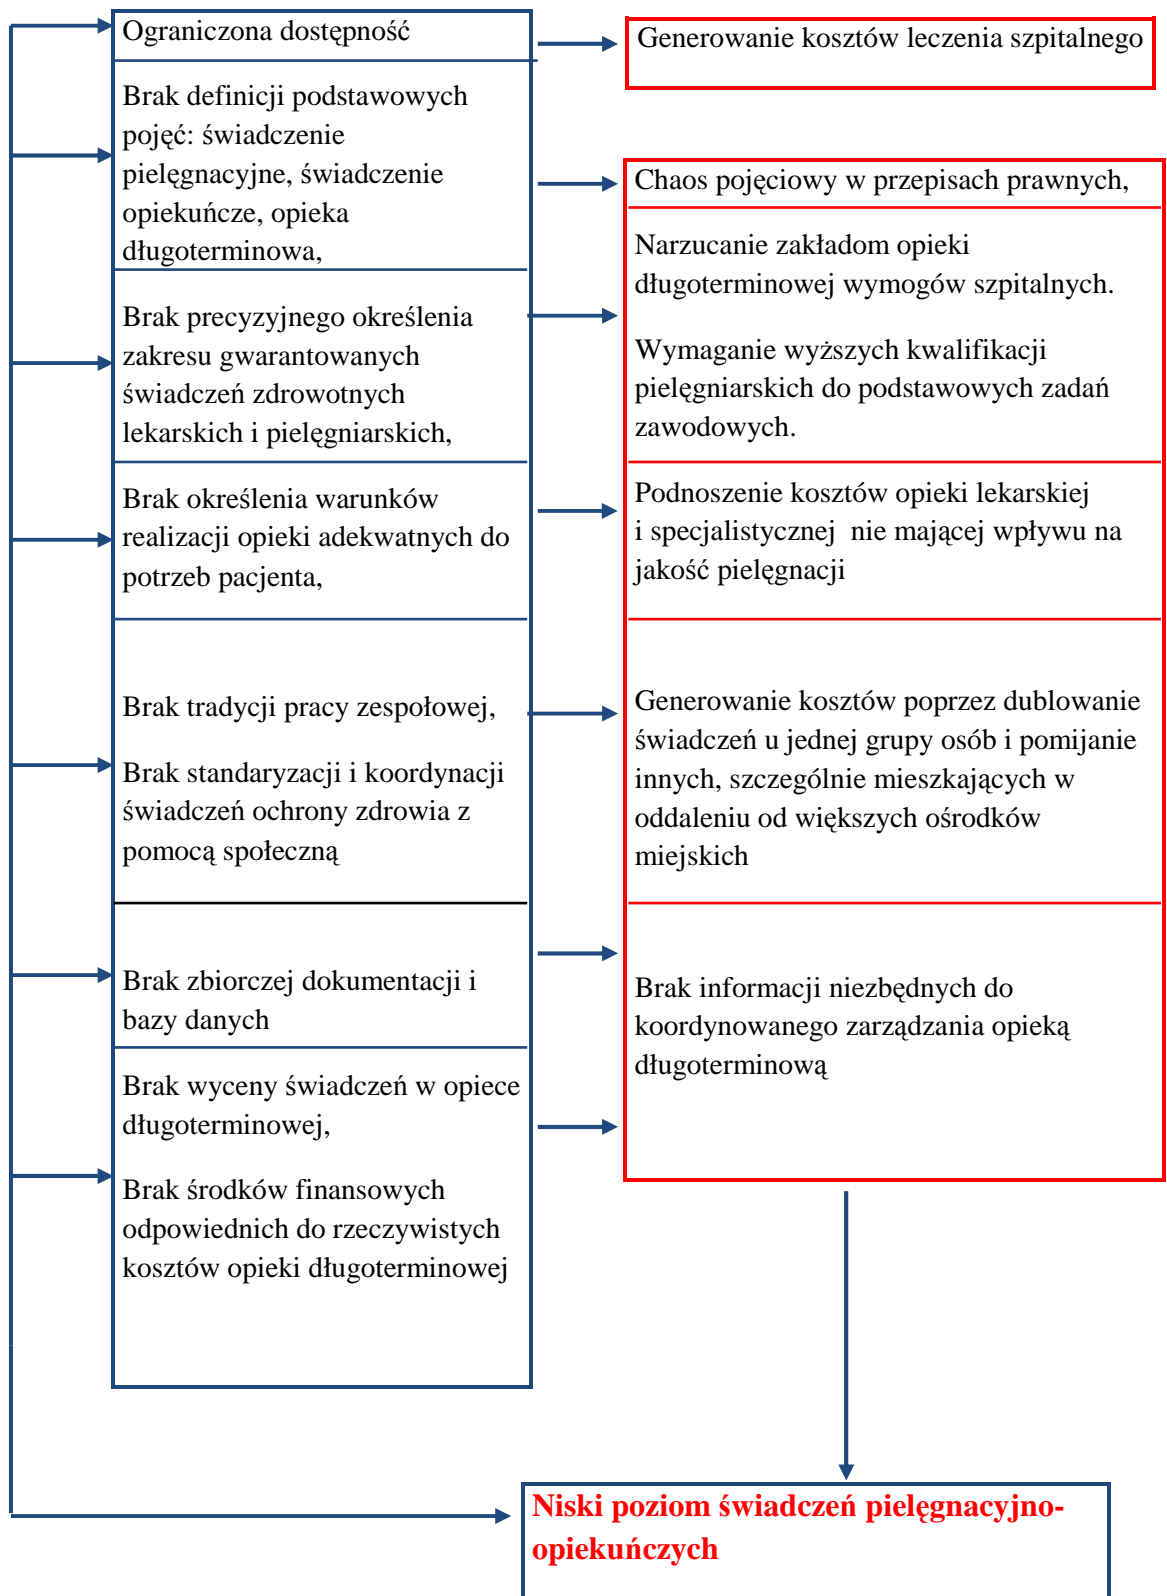 Ograniczona dostępność
Brak definicji podstawowych
pojęć: świadczenie
pielęgnacyjne, świadczenie
opiekuńcze, opieka
długoterminowa,
Brak precyzyjnego określenia
zakresu gwarantowanych
świadczeń zdrowotnych
lekarskich i pielęgniarskich,
Brak określenia warunków
realizacji opieki adekwatnych do
potrzeb pacjenta,
Brak tradycji pracy zespołowej,
Brak standaryzacji i koordynacji
świadczeń ochrony zdrowia z
pomocą społeczną
Brak zbiorczej dokumentacji i
bazy danych
Brak wyceny świadczeń w opiece
długoterminowej,
Brak środków finansowych
odpowiednich do rzeczywistych
kosztów opieki długoterminowej
Generowanie kosztów leczenia szpitalnego
Chaos pojęciowy w przepisach prawnych,
Narzucanie zakładom opieki
długoterminowej wymogów szpitalnych.
Wymaganie wyższych kwalifikacji
pielęgniarskich do podstawowych zadań
zawodowych.
Podnoszenie kosztów opieki lekarskiej
i specjalistycznej  nie mającej wpływu na
jakość pielęgnacji
Generowanie kosztów poprzez dublowanie
świadczeń u jednej grupy osób i pomijanie
innych, szczególnie mieszkających w
oddaleniu od większych ośrodków
miejskich
Brak informacji niezbędnych do
koordynowanego zarządzania opieką
długoterminową
Niski poziom świadczeń pielęgnacyjno-
opiekuńczych